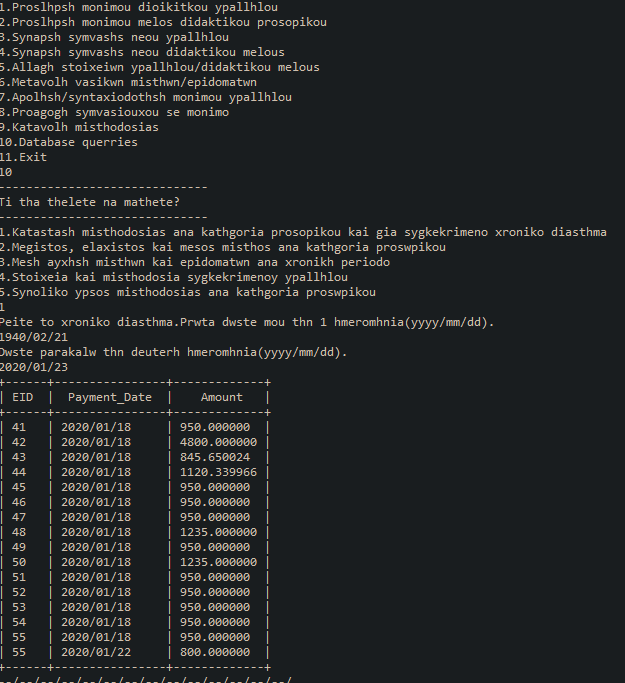 1.Proslhpsh monimou dioikitkou ypallhlou
2.Proslhpsh monimou melos didaktikou prosopikou
3.Synapsh symvashs neou ypallhlou
4.Synapsh symvashs neou didaktikou melous
5.Allagh stoixeiwn ypallhlou/didaktikou melous
6.Metavolh vasikwn misthwn/epidomatwn
7.Apolhsh/syntaxiodothsh monimou ypallhlou
8.Proagogh symvasiouxou se monimo
9.Katavolh misthodosias
10.Database querries
11.Exit
10
------------------------------
Ti tha thelete na mathete?
------------------------------
1.Katastash misthodosias ana kathgoria prosopikou kai gia sygkekrimeno xroniko diasthma
2.Megistos, elaxistos kai mesos misthos ana kathgoria proswpikou
3.Mesh ayxhsh misthwn kai epidomatwn ana xronikh periodo
4.Stoixeia kai misthodosia sygkekrimenoy ypallhlou
5.Synoliko ypsos misthodosias ana kathgoria proswpikou
1
Peite to xroniko diasthma.Prwta dwste mou thn 1 hmeromhnia(yyyy/mm/dd).
1940/02/21
Dwste parakalw thn deuterh hmeromhnia(yyyy/mm/dd).
2020/01/23
+------+----------------+-------------+
| EID | Payment_Date | Amount |
+------+----------------+-------------+
| 41 | 2020/01/18 | 950.000000 |
| 42 | 2020/01/18 | 4800.000000 |
| 43 | 2020/01/18 | 845.650024 |
| 44 | 2020/01/18 | 1120.339966 |
| 45 | 2020/01/18 | 950.000000 |
| 46 | 2020/01/18 | 950.000000 |
| 47 | 2020/01/18 | 950.000000 |
| 48 | 2020/01/18 | 1235.000000 |
| 49 | 2020/01/18 | 950.000000 |
| 50 | 2020/01/18 | 1235.000000 |
| 51 | 2020/01/18 | 950.000000 |
| 52 | 2020/01/18 | 950.000000 |
| 53 | 2020/01/18 | 950.000000 |
| 54 | 2020/01/18 | 950.000000 |
| 55 | 2020/01/18 | 950.000000 |
| 55 | 2020/01/22 | 800.000000 |
+------+----------------+-------------+